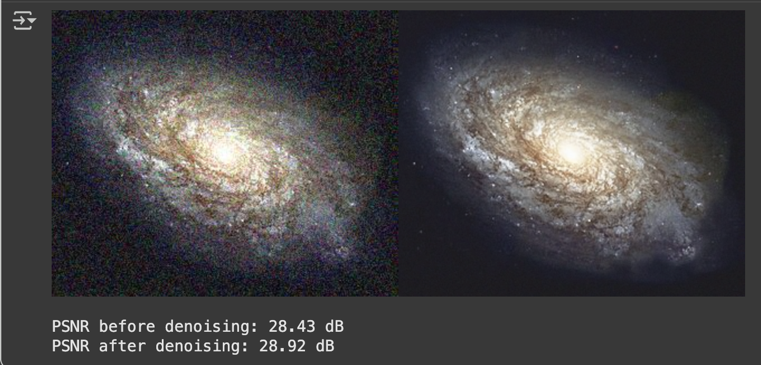 PSNR before denoising: 28.43 dB
PSNR after denoising: 28.92 dB